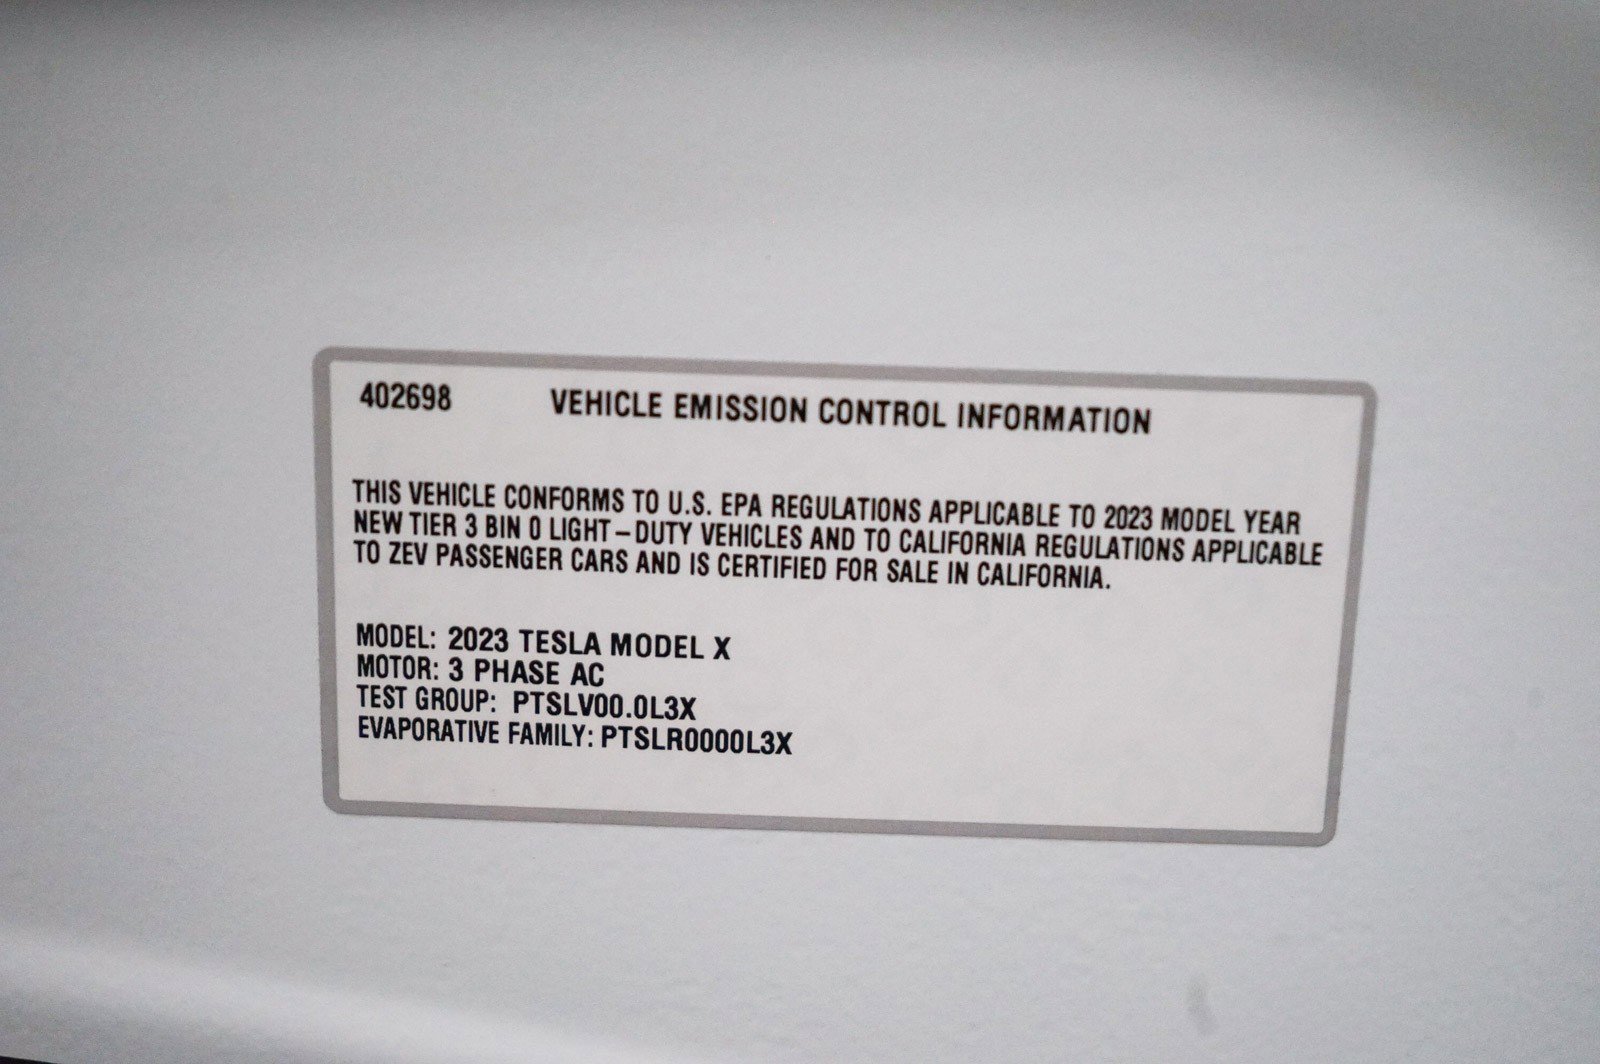 402698 VEHICLE EMISSION CONTROL INFORMATION
THIS VEHICLE CONFORMS TO U.S. EPA REGULATIONS APPLICABLE TO 2023 MODEL YEAR
NEW TIER 3 BIN 0 LIGHT-DUTY VEHICLES AND TO CALIFORNIA REGULATIONS APPLICABLE
TO ZEV PASSENGER CARS AND IS CERTIFIED FOR SALE IN CALIFORNIA.
MODEL: 2023 TESLA MODEL X
MOTOR: 3 PHASE AC
TEST GROUP: PTSLV00.0L3X
EVAPORATIVE FAMILY: PTSLR0000L3X